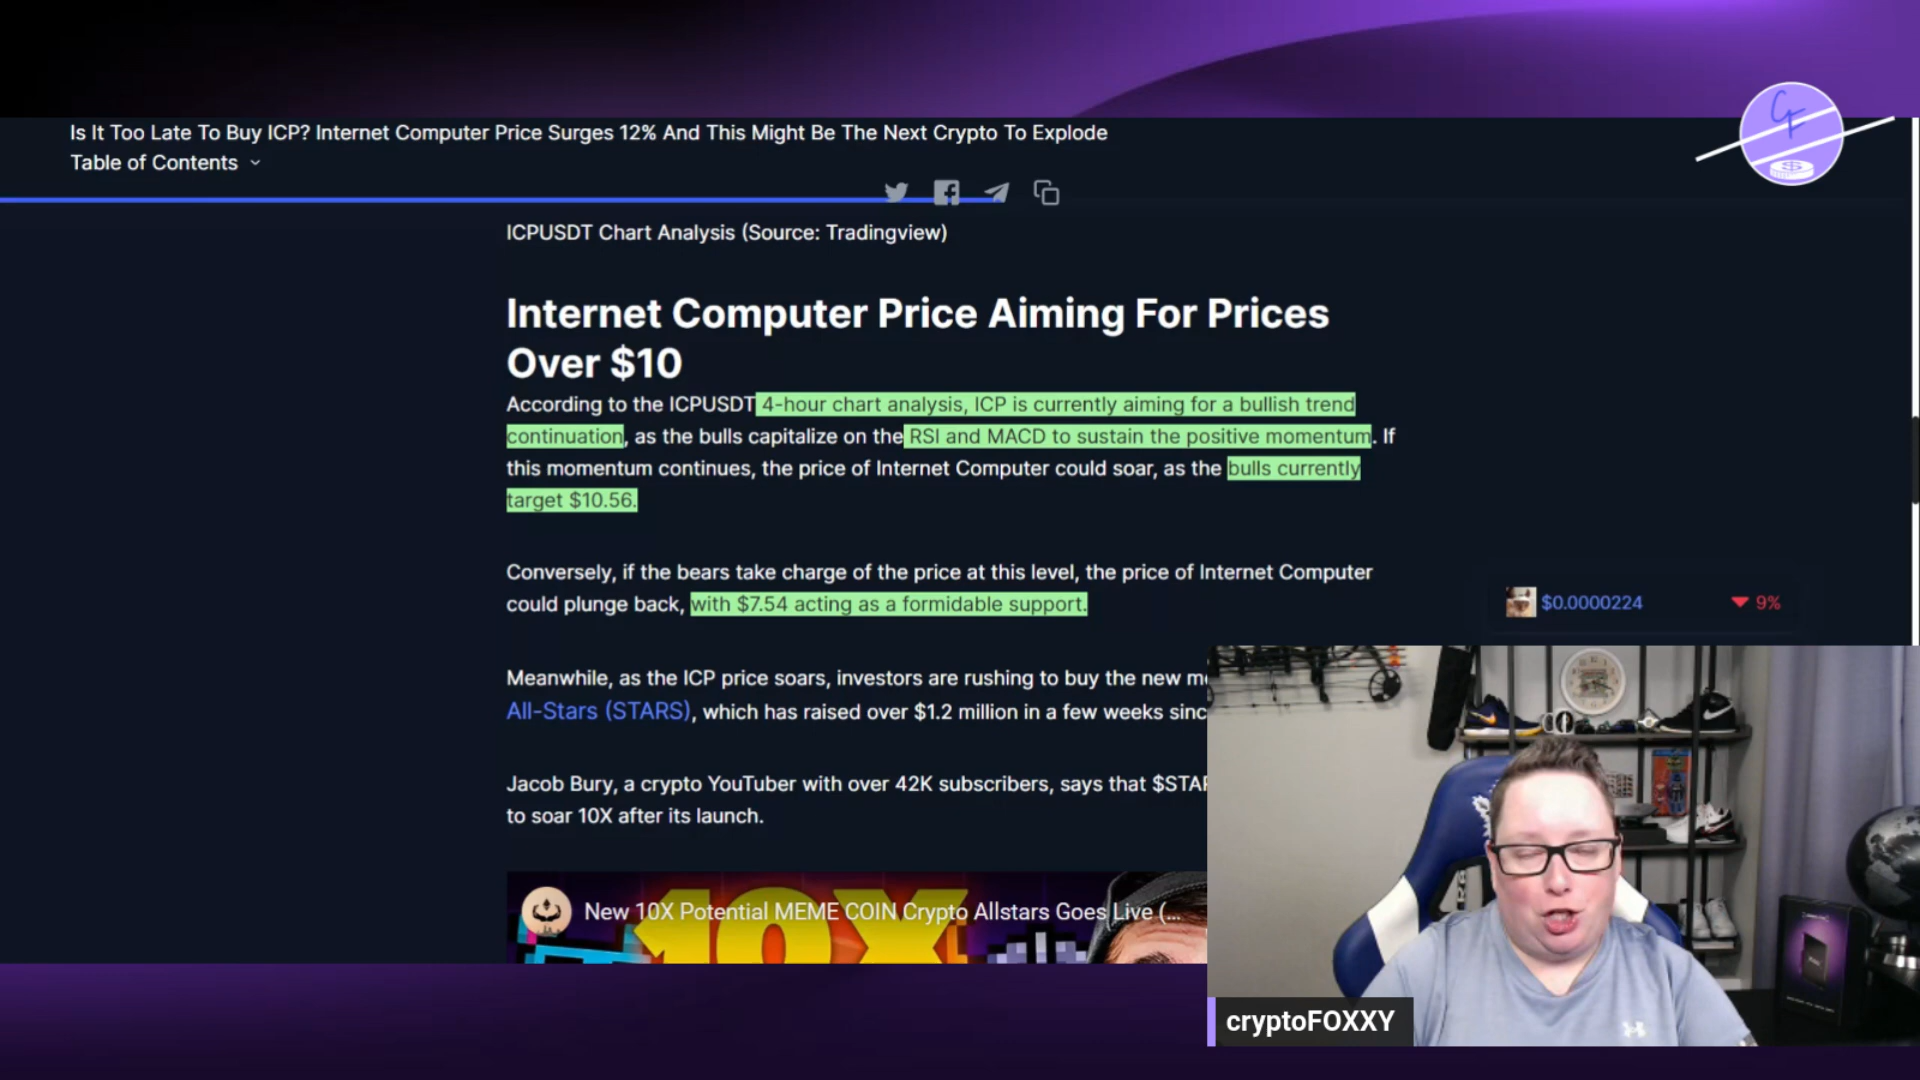 Is It Too Late To Buy ICP? Internet Computer Price Surges 12% And This Might Be The Next Crypto To Explode
Table of Contents
ICPUSDT Chart Analysis (Source: Tradingview)
Internet Computer Price Aiming For Prices
Over $10
According to the ICPUSDT 4-hour chart analysis, ICP is currently aiming for a bullish trend
continuation, as the bulls capitalize on the RSI and MACD to sustain the positive momentum. If
this momentum continues, the price of Internet Computer could soar, as the bulls currently
target $10.56.
Conversely, if the bears take charge of the price at this level, the price of Internet Computer
could plunge back, with $7.54 acting as a formidable support.
$0.0000224 9%
Meanwhile, as the ICP price soars, investors are rushing to buy the new
All-Stars (STARS), which has raised over $1.2 million in a few weeks
Jacob Bury, a crypto YouTuber with over 42K subscribers, says that
to soar 10X after its launch.
New 10X Potential MEME COIN Crypto Allstars Goes Live (...
10X
cryptoFOXXY
CF
$